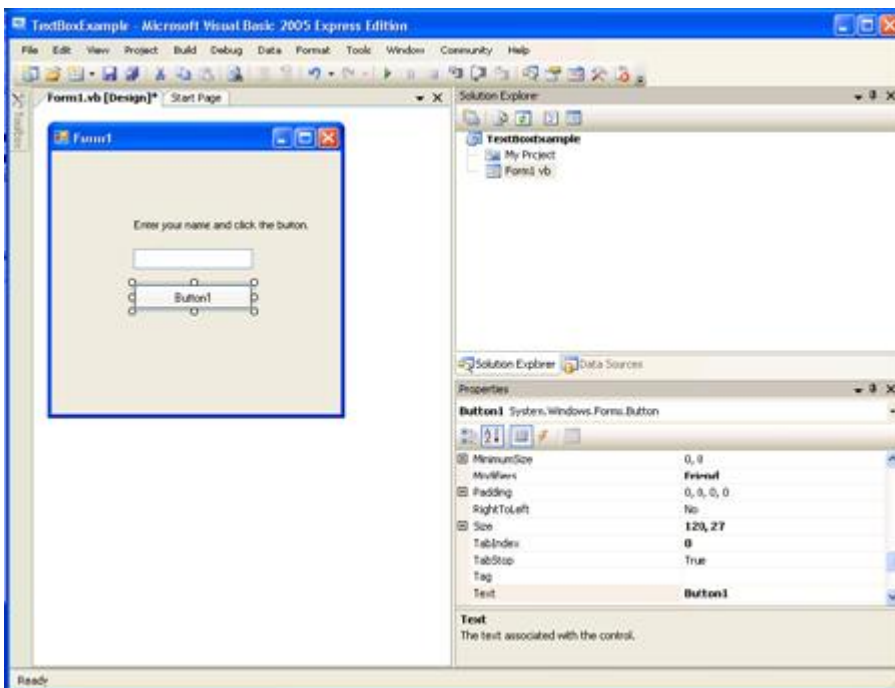 TextBoxExample - Microsoft Visual Basic 2005 Express Edition
File Edit View Project Build Debug Data Format Tools Window Community Help
Toolbox
Form1.vb [Design]* Start Page
Form1
Enter your name and click the button.
Button1
Solution Explorer
TextBoxExample
My Project
Form1.vb
Solution Explorer Data Sources
Properties
Button1 System.Windows.Forms.Button
MinimumSize 0, 0
Modifiers Friend
Padding 0, 0, 0, 0
RightToLeft No
Size 120, 27
TabIndex 0
TabStop True
Tag
Text Button1
Text
The text associated with the control.
Ready